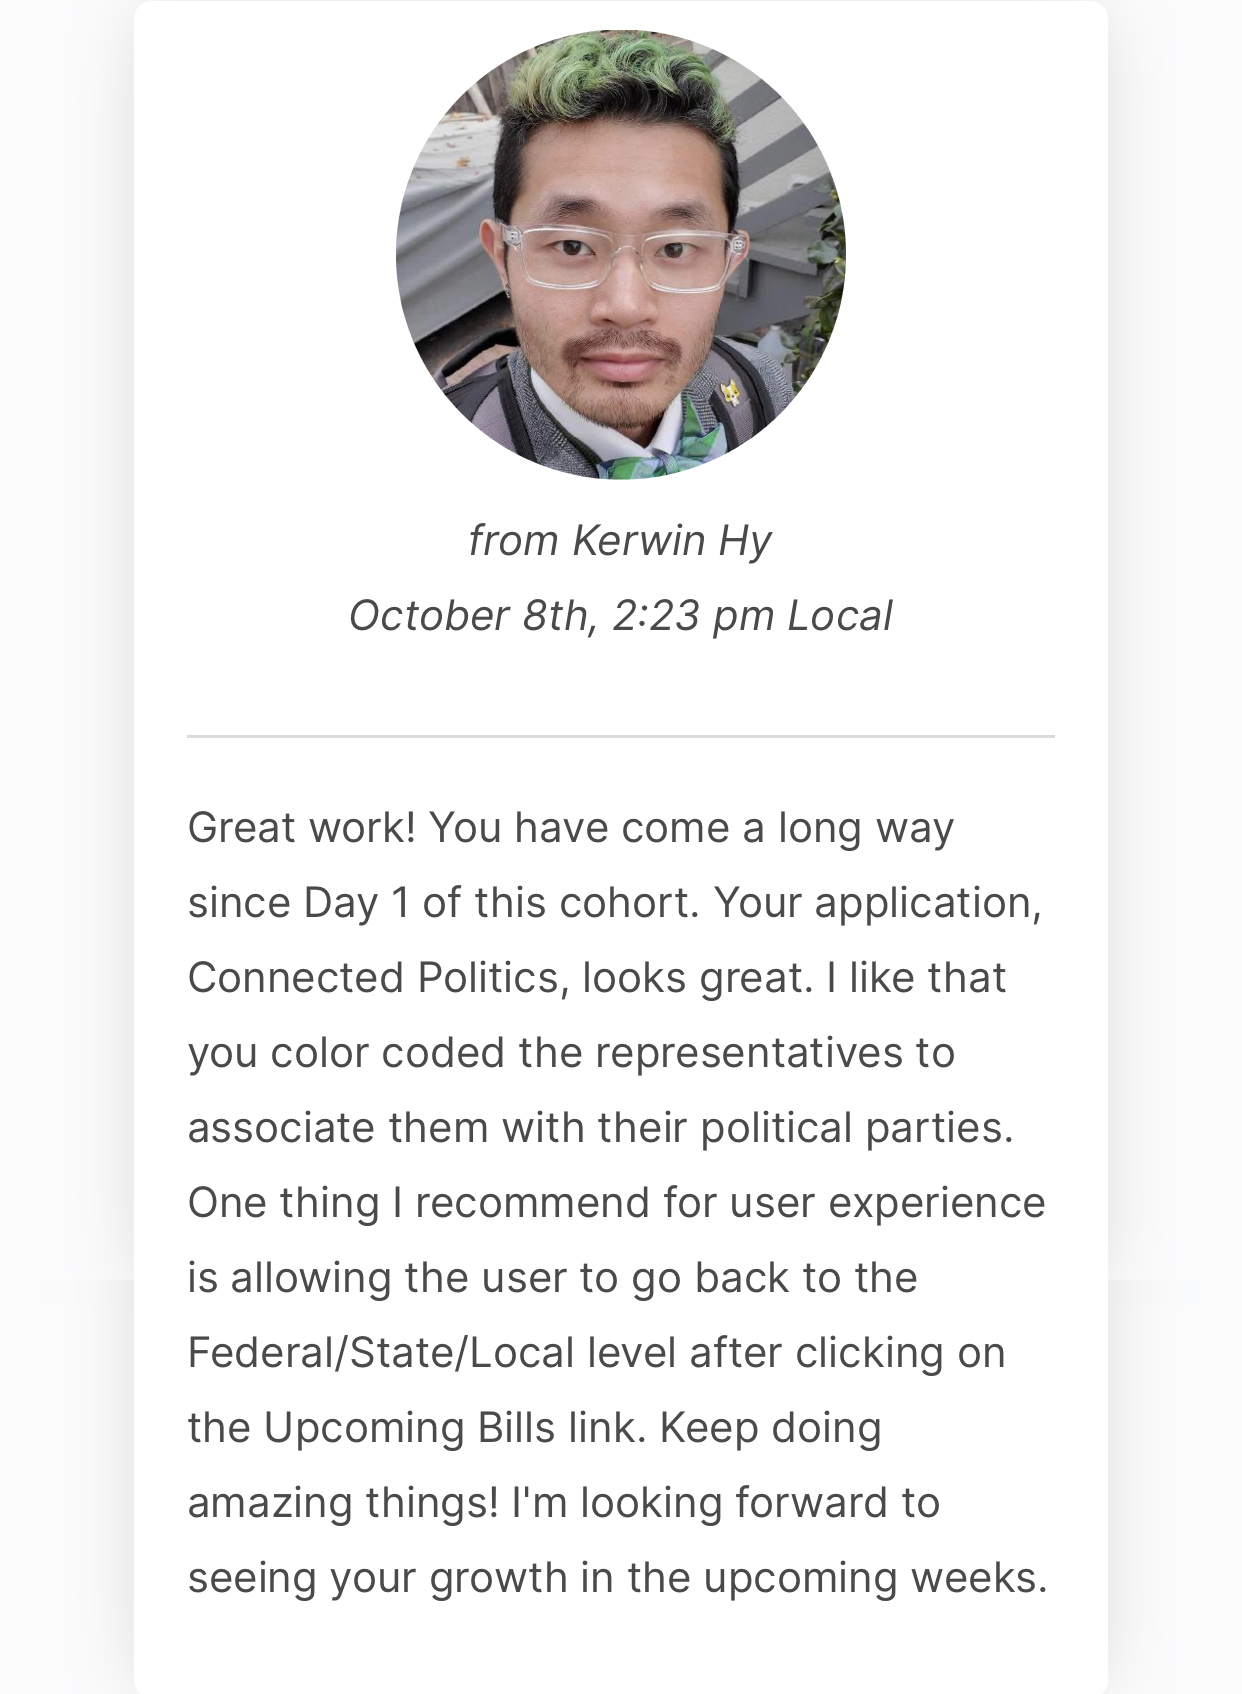 from Kerwin Hy
October 8th, 2:23 pm Local
Great work! You have come a long way
since Day 1 of this cohort. Your application,
Connected Politics, looks great. I like that
you color coded the representatives to
associate them with their political parties.
One thing I recommend for user experience
is allowing the user to go back to the
Federal/State/Local level after clicking on
the Upcoming Bills link. Keep doing
amazing things! I'm looking forward to
seeing your growth in the upcoming weeks.